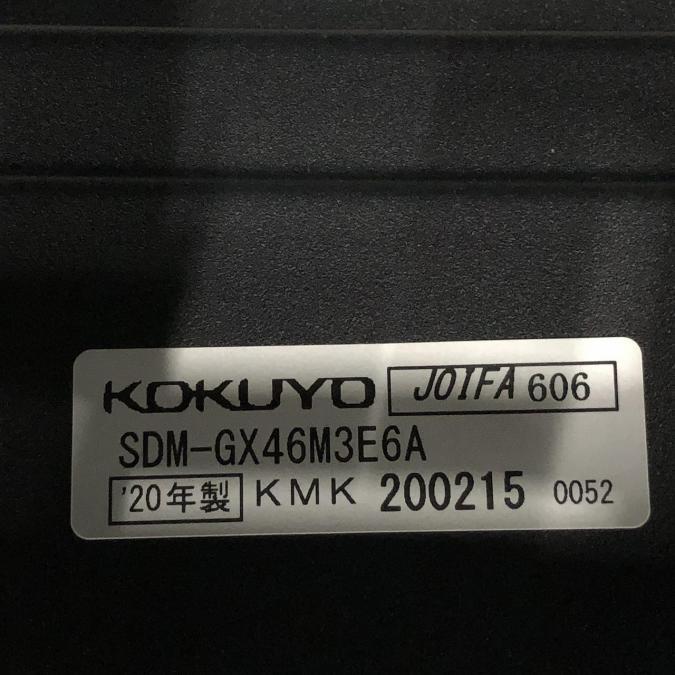 KOKUYO JOIFA 606
SDM-GX46M3E6A
'20年製 KMK 200215 0052